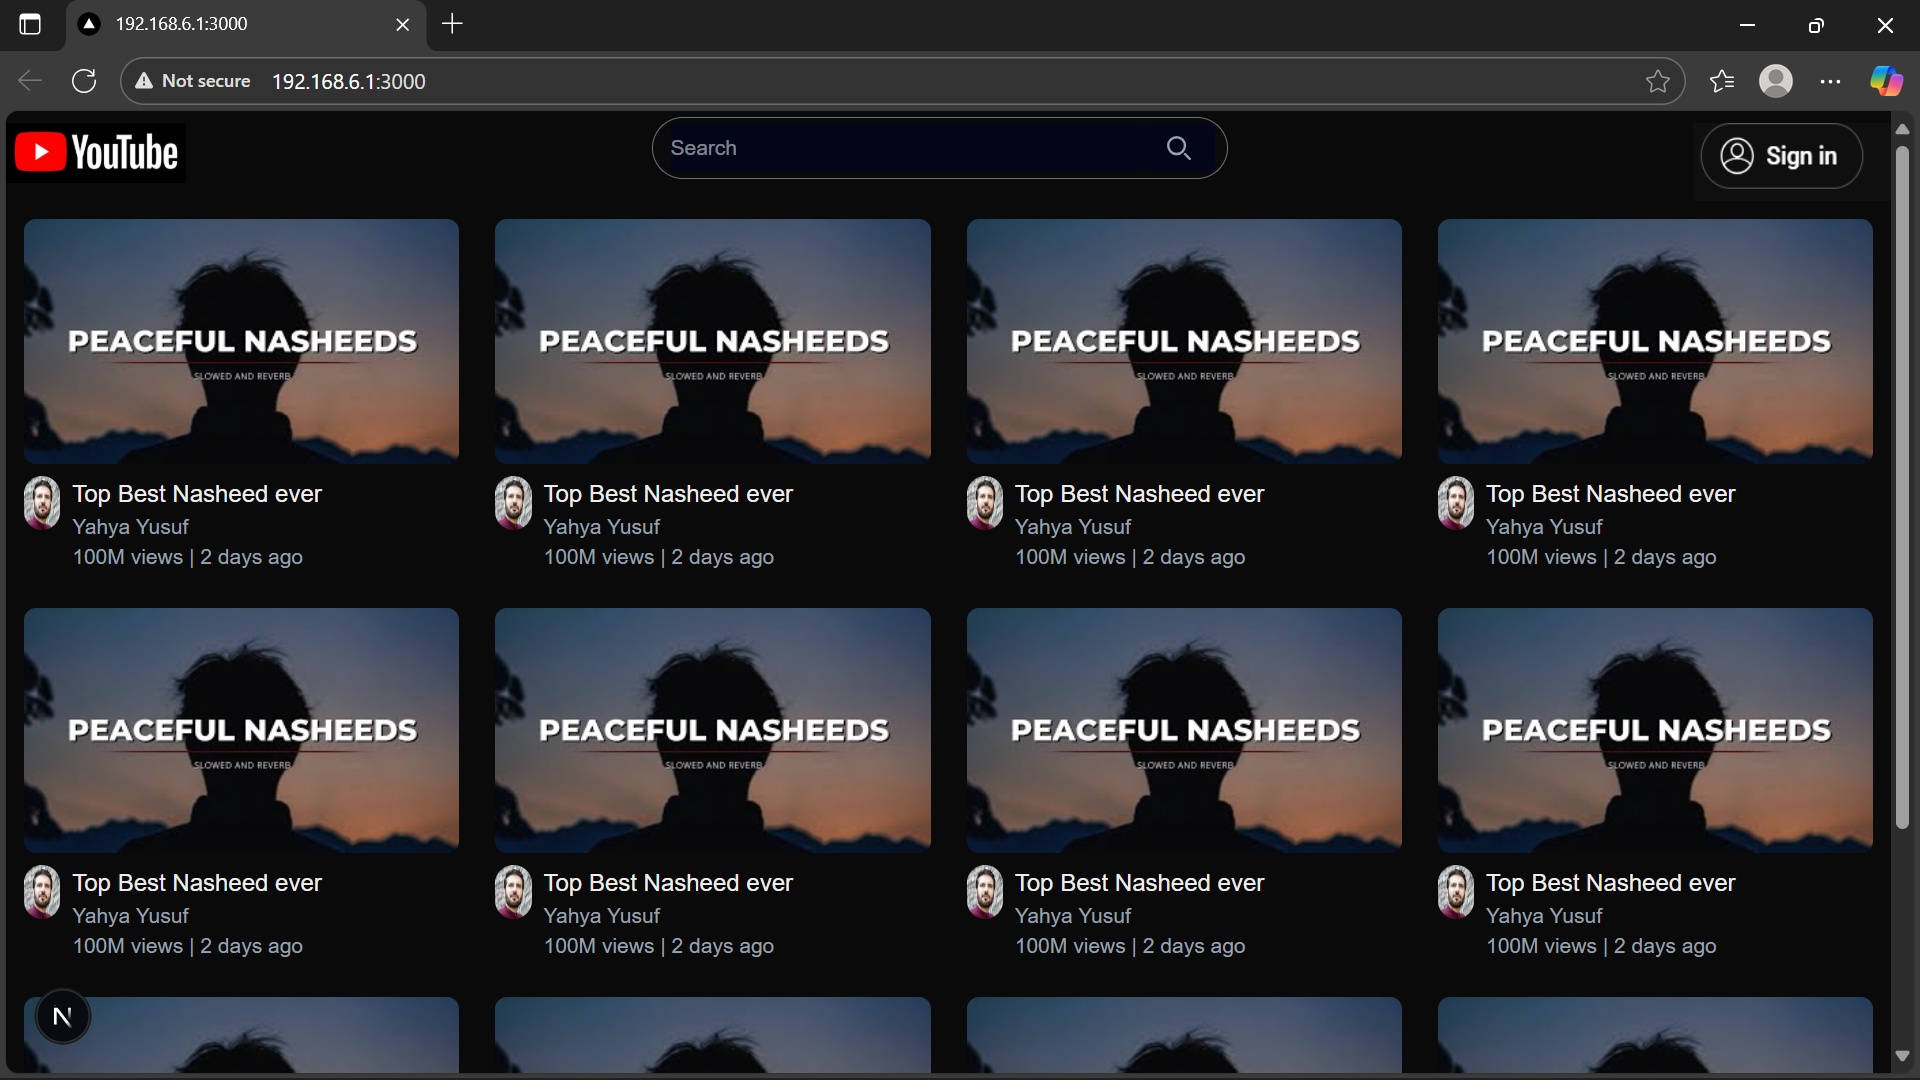 192.168.6.1:3000
Not secure 192.168.6.1:3000
YouTube
Search
Sign in
PEACEFUL NASHEEDS
SLOWED AND REVERB
PEACEFUL NASHEEDS
SLOWED AND REVERB
PEACEFUL NASHEEDS
SLOWED AND REVERB
PEACEFUL NASHEEDS
SLOWED AND REVERB
Top Best Nasheed ever
Yahya Yusuf
100M views | 2 days ago
Top Best Nasheed ever
Yahya Yusuf
100M views | 2 days ago
Top Best Nasheed ever
Yahya Yusuf
100M views | 2 days ago
Top Best Nasheed ever
Yahya Yusuf
100M views | 2 days ago
PEACEFUL NASHEEDS
SLOWED AND REVERB
PEACEFUL NASHEEDS
SLOWED AND REVERB
PEACEFUL NASHEEDS
SLOWED AND REVERB
PEACEFUL NASHEEDS
SLOWED AND REVERB
Top Best Nasheed ever
Yahya Yusuf
100M views | 2 days ago
Top Best Nasheed ever
Yahya Yusuf
100M views | 2 days ago
Top Best Nasheed ever
Yahya Yusuf
100M views | 2 days ago
Top Best Nasheed ever
Yahya Yusuf
100M views | 2 days ago
N